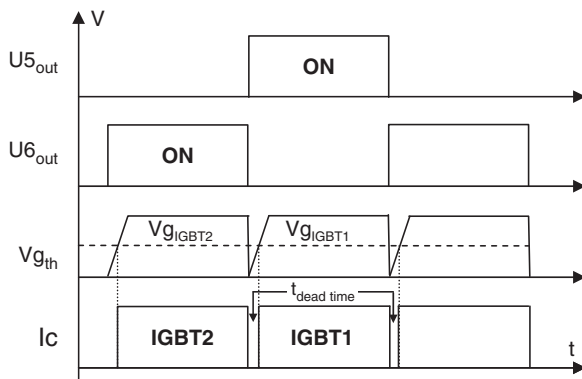 V
U5out
ON
U6out
ON
Vgth
VgIGBT2
VgIGBT1
tdead time
Ic
IGBT2
IGBT1
t